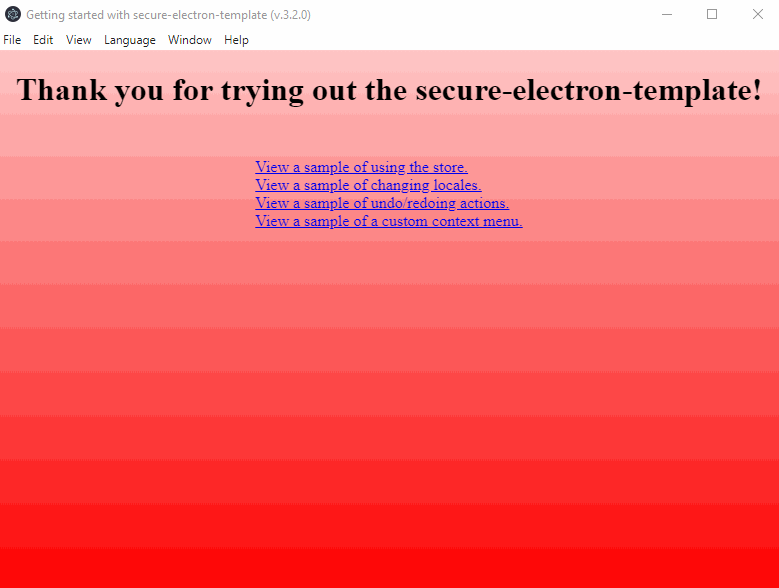 Getting started with secure-electron-template (v.3.2.0)
File Edit View Language Window Help
Thank you for trying out the secure-electron-template!
View a sample of using the store.
View a sample of changing locales.
View a sample of undo/redoing actions.
View a sample of a custom context menu.